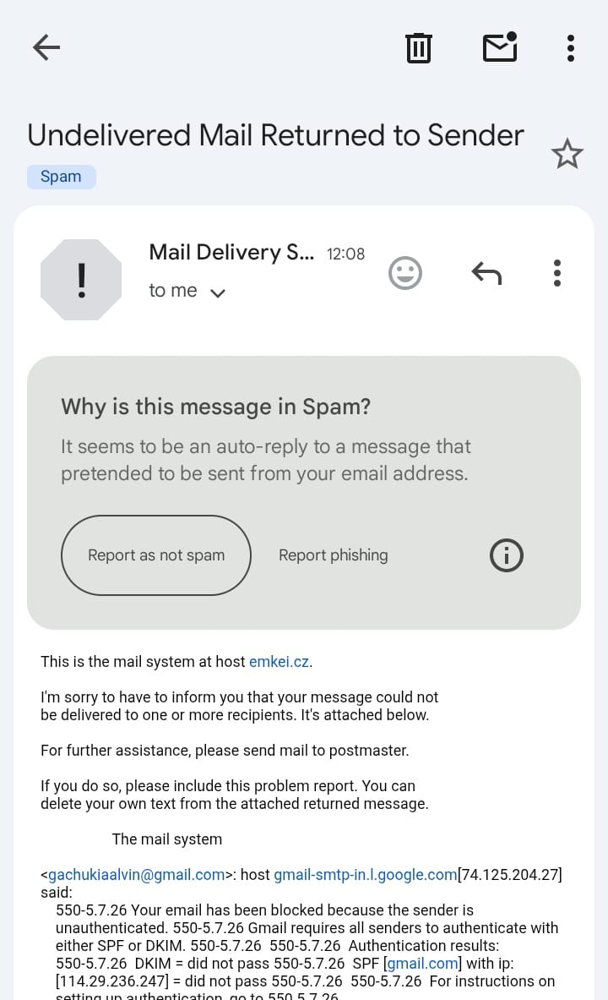 Undelivered Mail Returned to Sender
Spam
Mail Delivery S... 12:08
to me
Why is this message in Spam?
It seems to be an auto-reply to a message that
pretended to be sent from your email address.
Report as not spam Report phishing
This is the mail system at host emkei.cz.
I'm sorry to have to inform you that your message could not
be delivered to one or more recipients. It's attached below.
For further assistance, please send mail to postmaster.
If you do so, please include this problem report. You can
delete your own text from the attached returned message.
The mail system
<gachukiaalvin@gmail.com>: host gmail-smtp-in.l.google.com[74.125.204.27]
said:
550-5.7.26 Your email has been blocked because the sender is
unauthenticated. 550-5.7.26 Gmail requires all senders to authenticate with
either SPF or DKIM. 550-5.7.26 550-5.7.26 Authentication results:
550-5.7.26 DKIM = did not pass 550-5.7.26 SPF [gmail.com] with ip:
[114.29.236.247] = did not pass 550-5.7.26 550-5.7.26 For instructions on
setting up authentication, go to 550 5.7.26